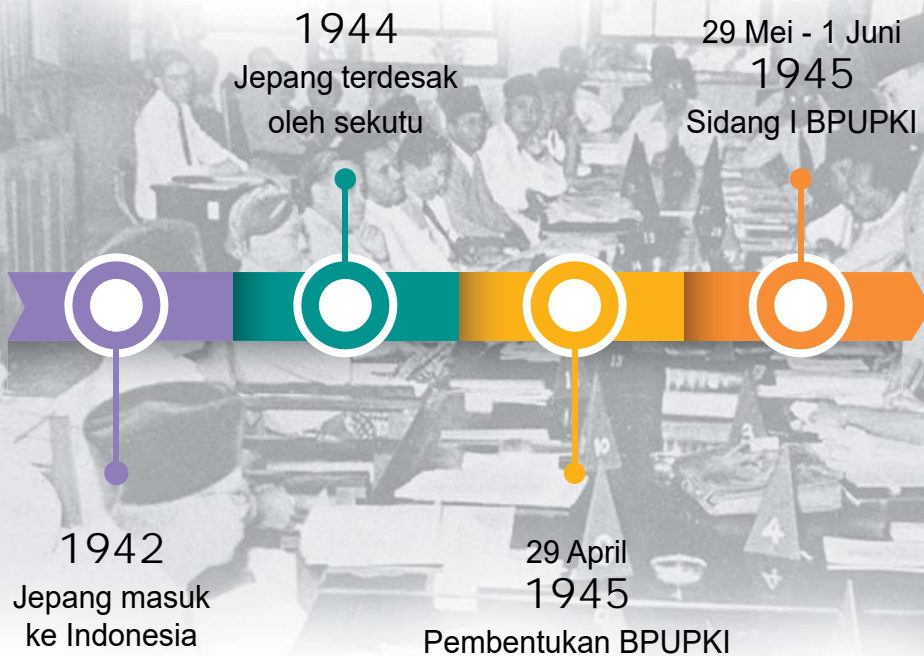 1944
Jepang terdesak
oleh sekutu
29 Mei - 1 Juni
1945
Sidang I BPUPKI
1942
Jepang masuk
ke Indonesia
29 April
1945
Pembentukan BPUPKI